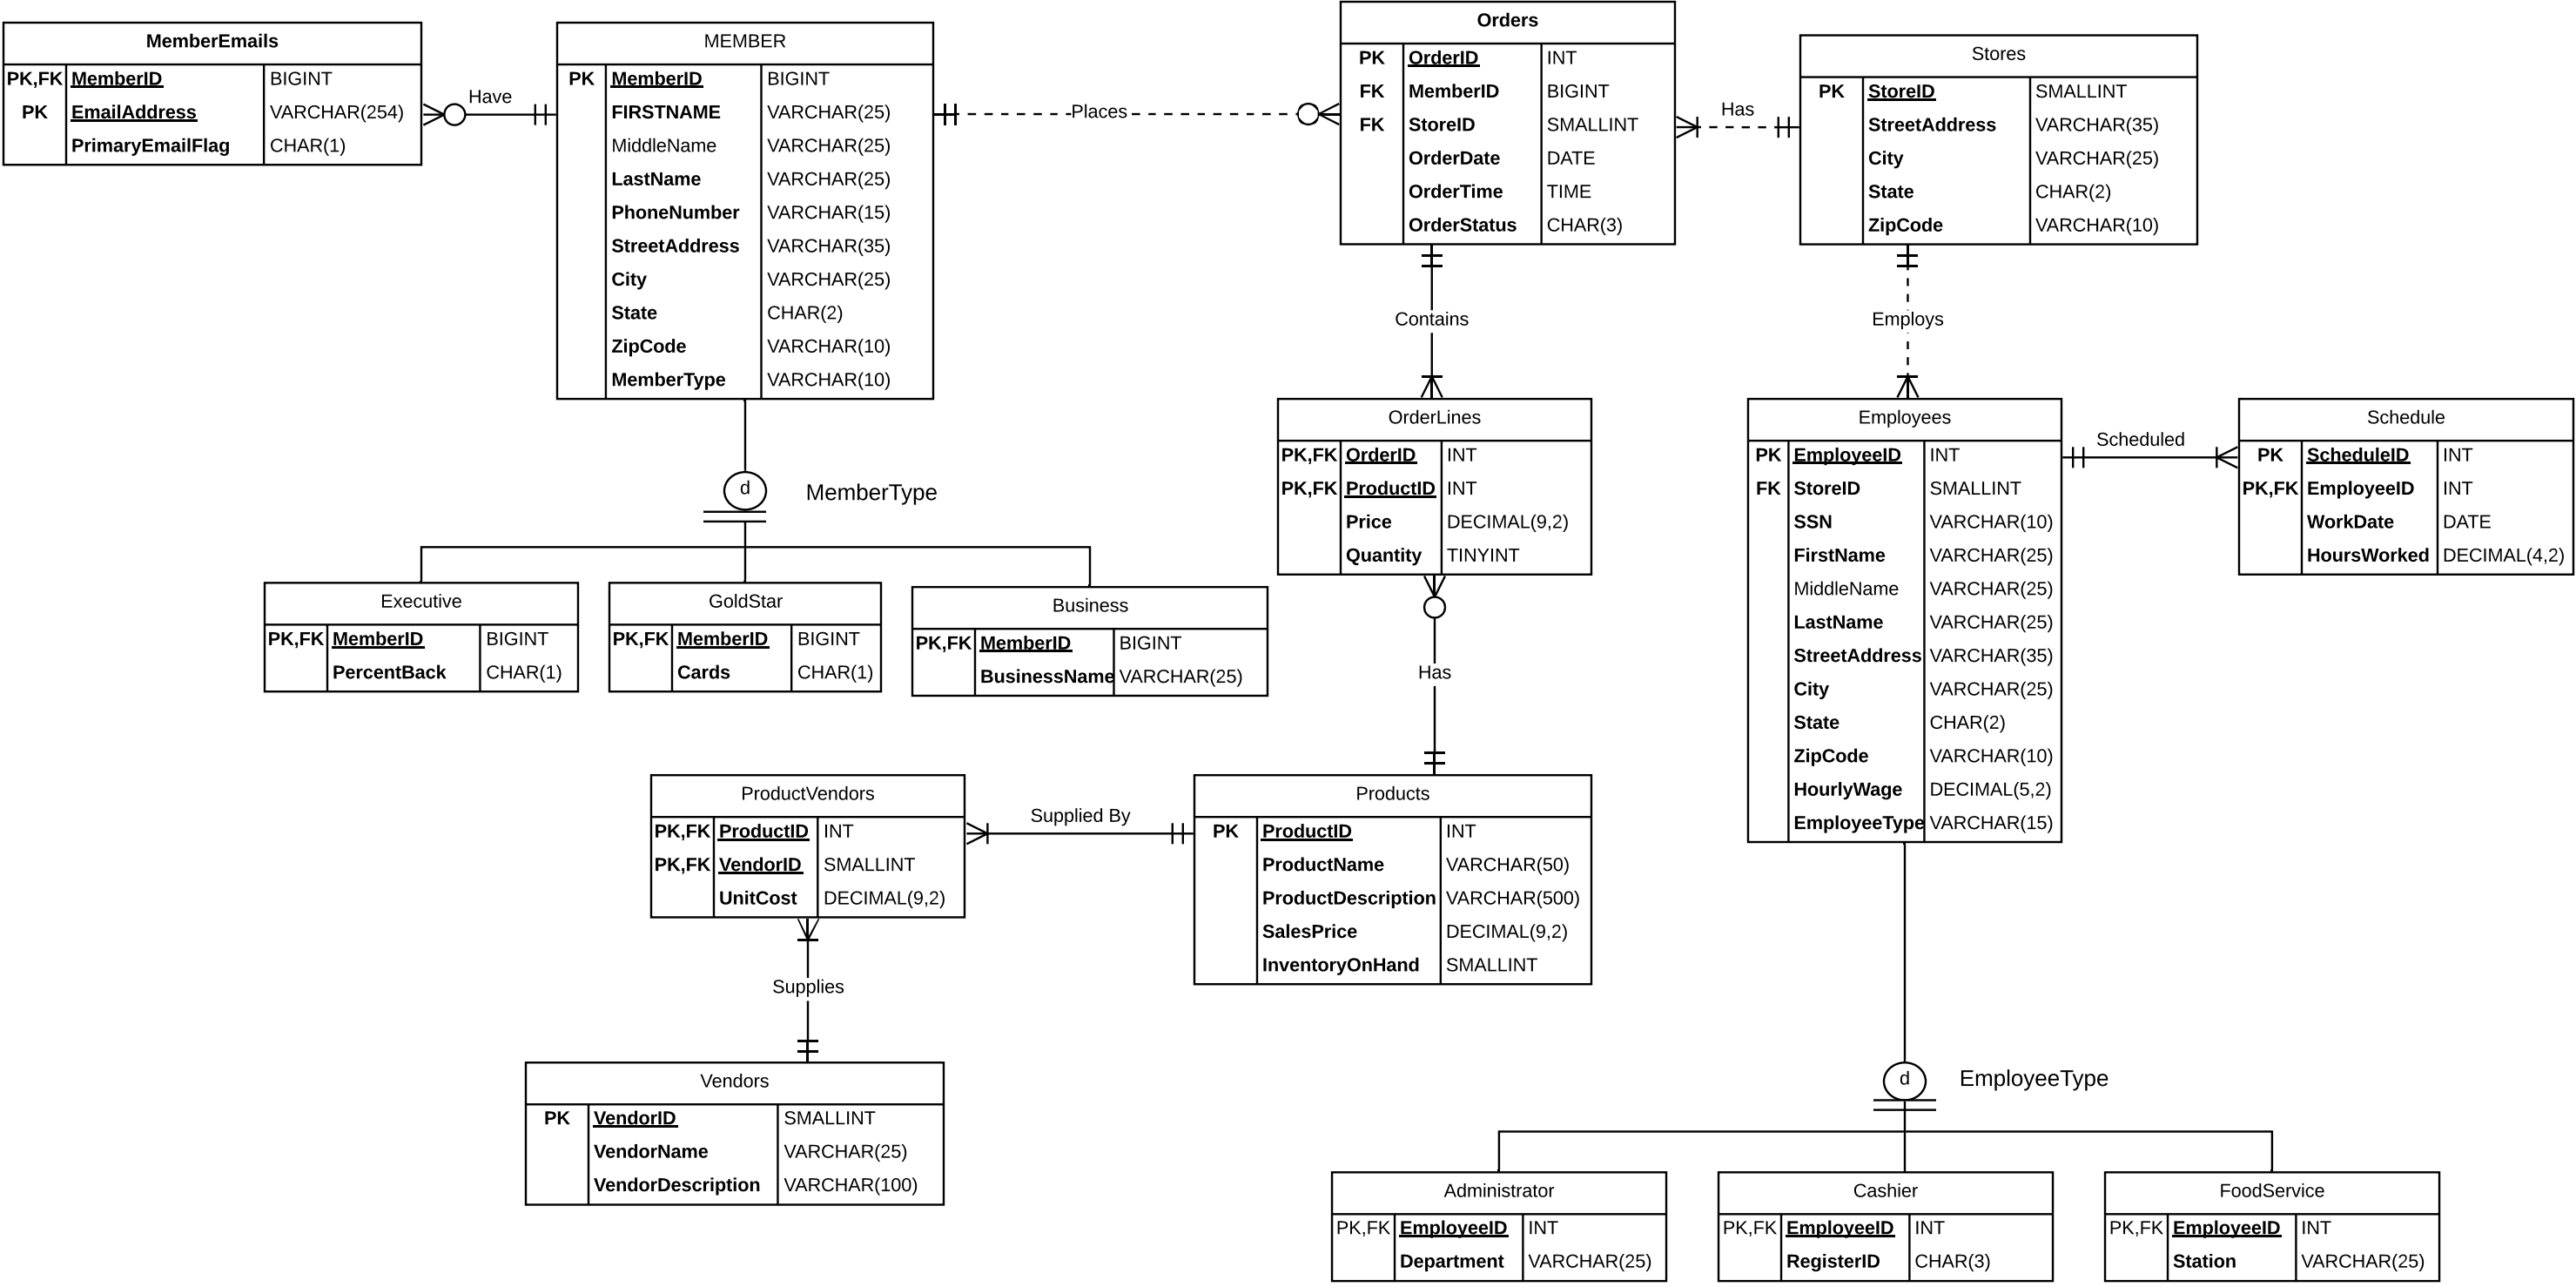 MemberEmails
PK,FK MemberID BIGINT
PK EmailAddress VARCHAR(254)
PrimaryEmailFlag CHAR(1)
Have
MEMBER
PK MemberID BIGINT
FIRSTNAME VARCHAR(25)
MiddleName VARCHAR(25)
LastName VARCHAR(25)
PhoneNumber VARCHAR(15)
StreetAddress VARCHAR(35)
City VARCHAR(25)
State CHAR(2)
ZipCode VARCHAR(10)
MemberType VARCHAR(10)
Places
Orders
PK OrderID INT
FK MemberID BIGINT
FK StoreID SMALLINT
OrderDate DATE
OrderTime TIME
OrderStatus CHAR(3)
Has
Stores
PK StoreID SMALLINT
StreetAddress VARCHAR(35)
City VARCHAR(25)
State CHAR(2)
ZipCode VARCHAR(10)
Contains
Employs
d
MemberType
Executive
PK,FK MemberID BIGINT
PercentBack CHAR(1)
GoldStar
PK,FK MemberID BIGINT
Cards CHAR(1)
Business
PK,FK MemberID BIGINT
BusinessName VARCHAR(25)
OrderLines
PK,FK OrderID INT
PK,FK ProductID INT
Price DECIMAL(9,2)
Quantity TINYINT
Employees
PK EmployeeID INT
FK StoreID SMALLINT
SSN VARCHAR(10)
FirstName VARCHAR(25)
MiddleName VARCHAR(25)
LastName VARCHAR(25)
StreetAddress VARCHAR(35)
City VARCHAR(25)
State CHAR(2)
ZipCode VARCHAR(10)
HourlyWage DECIMAL(5,2)
EmployeeType VARCHAR(15)
Scheduled
Schedule
PK ScheduleID INT
PK,FK EmployeeID INT
WorkDate DATE
HoursWorked DECIMAL(4,2)
Has
ProductVendors
PK,FK ProductID INT
PK,FK VendorID SMALLINT
UnitCost DECIMAL(9,2)
Supplied By
Products
PK ProductID INT
ProductName VARCHAR(50)
ProductDescription VARCHAR(500)
SalesPrice DECIMAL(9,2)
InventoryOnHand SMALLINT
Supplies
Vendors
PK VendorID SMALLINT
VendorName VARCHAR(25)
VendorDescription VARCHAR(100)
d
EmployeeType
Administrator
PK,FK EmployeeID INT
Department VARCHAR(25)
Cashier
PK,FK EmployeeID INT
RegisterID CHAR(3)
FoodService
PK,FK EmployeeID INT
Station VARCHAR(25)